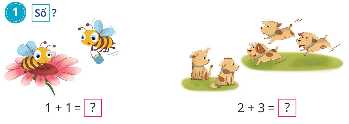 1 Số ?
1 + 1 = ?
2 + 3 = ?